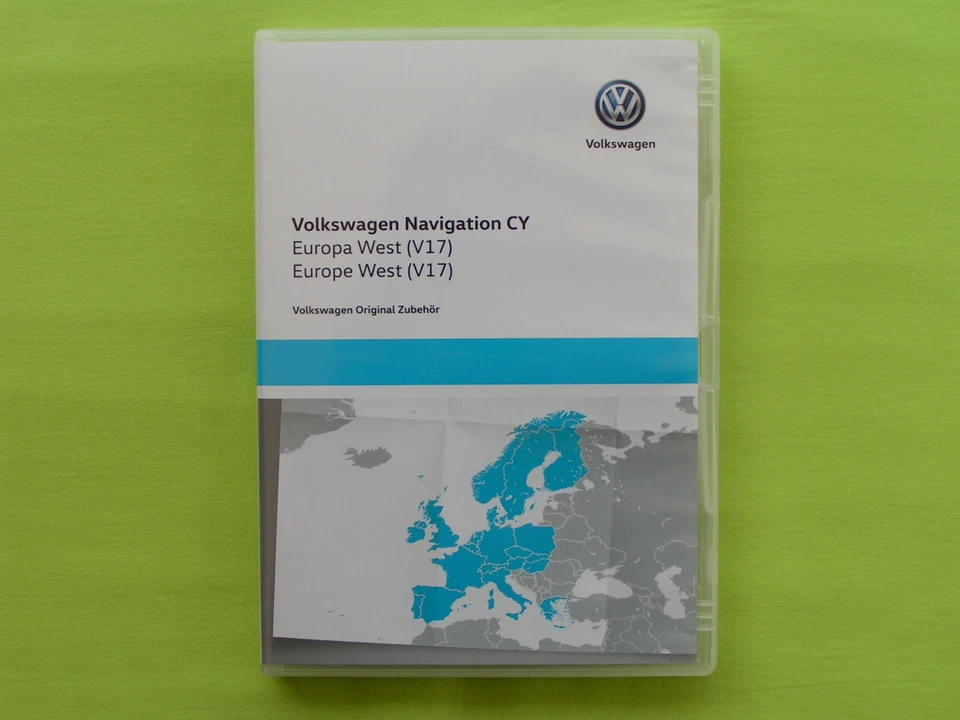 Volkswagen
Volkswagen Navigation CY
Europa West (V17)
Europe West (V17)
Volkswagen Original Zubehör